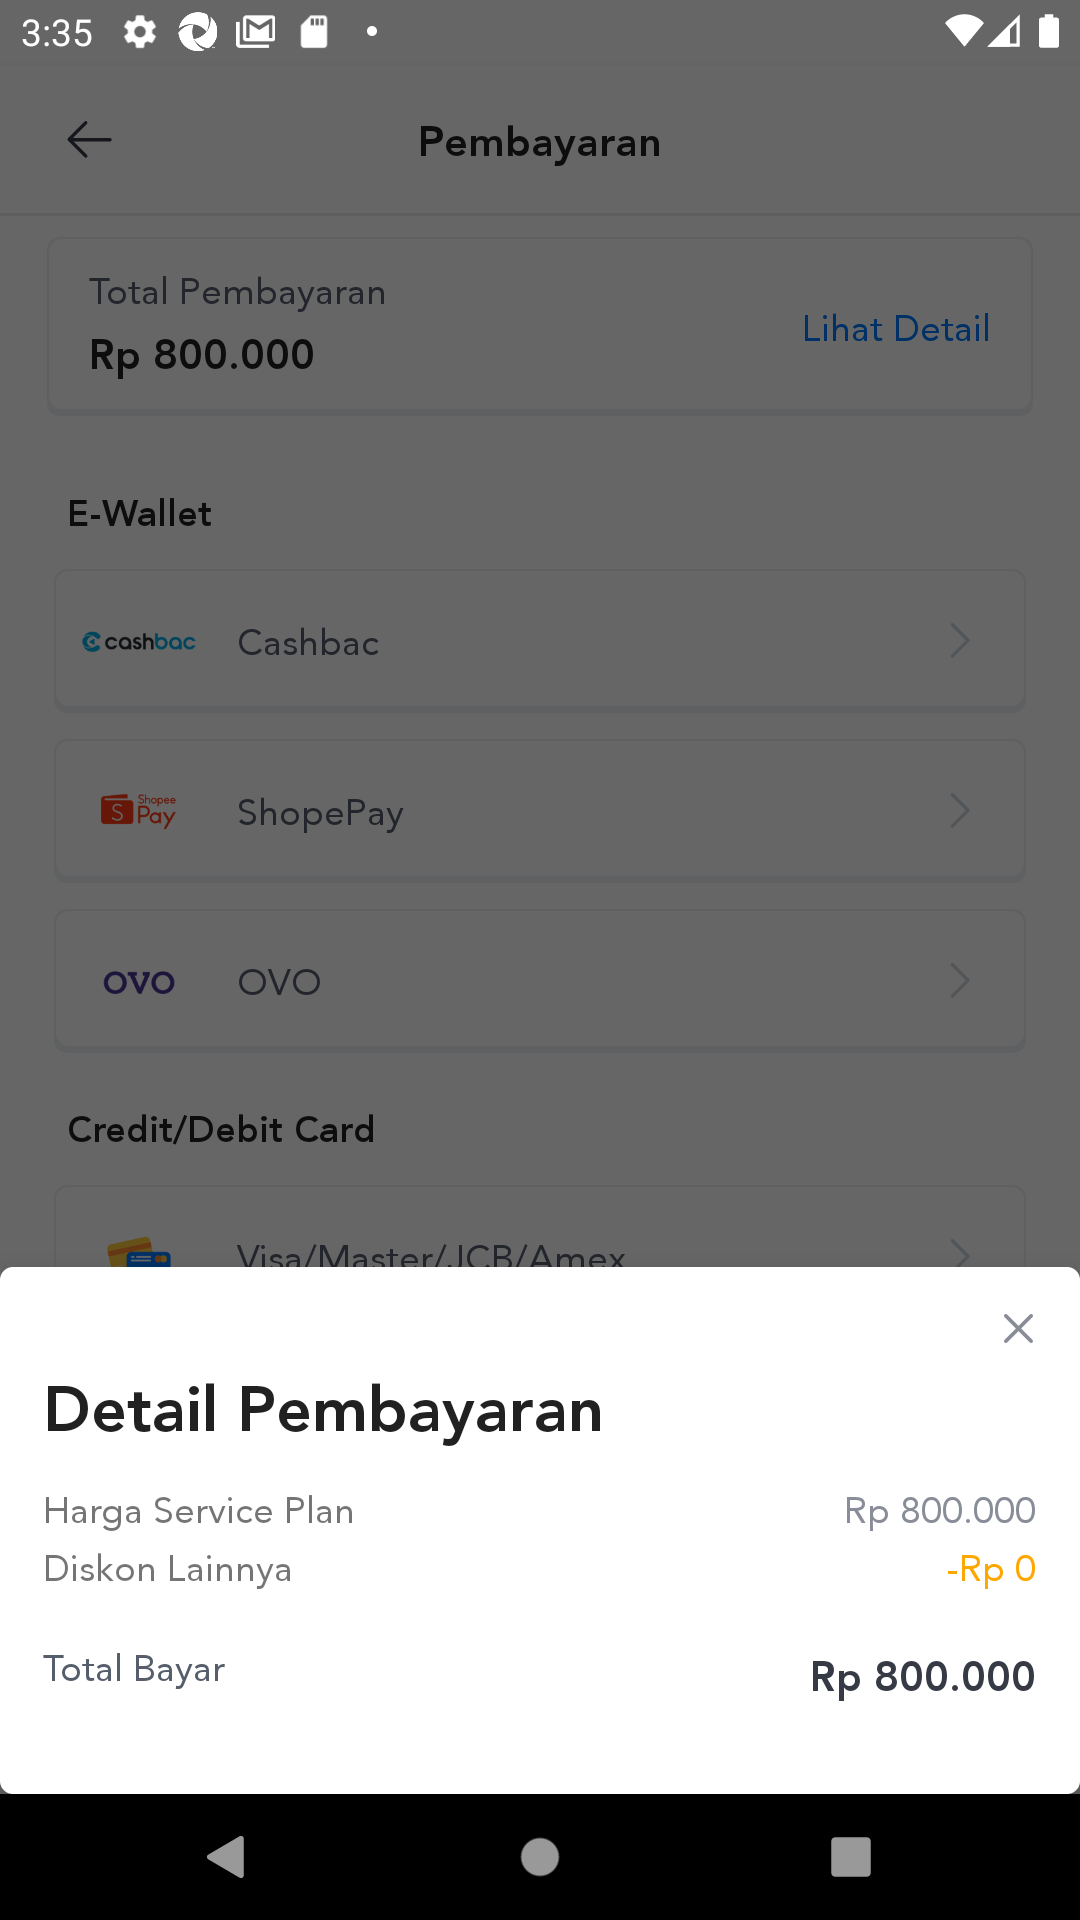 3:35
Pembayaran
Total Pembayaran
Rp 800.000
Lihat Detail
E-Wallet
cashbac Cashbac
S Shopee Pay ShopePay
OVO OVO
Credit/Debit Card
Visa/Master/JCB/Amex
Detail Pembayaran
Harga Service Plan Rp 800.000
Diskon Lainnya -Rp 0
Total Bayar Rp 800.000